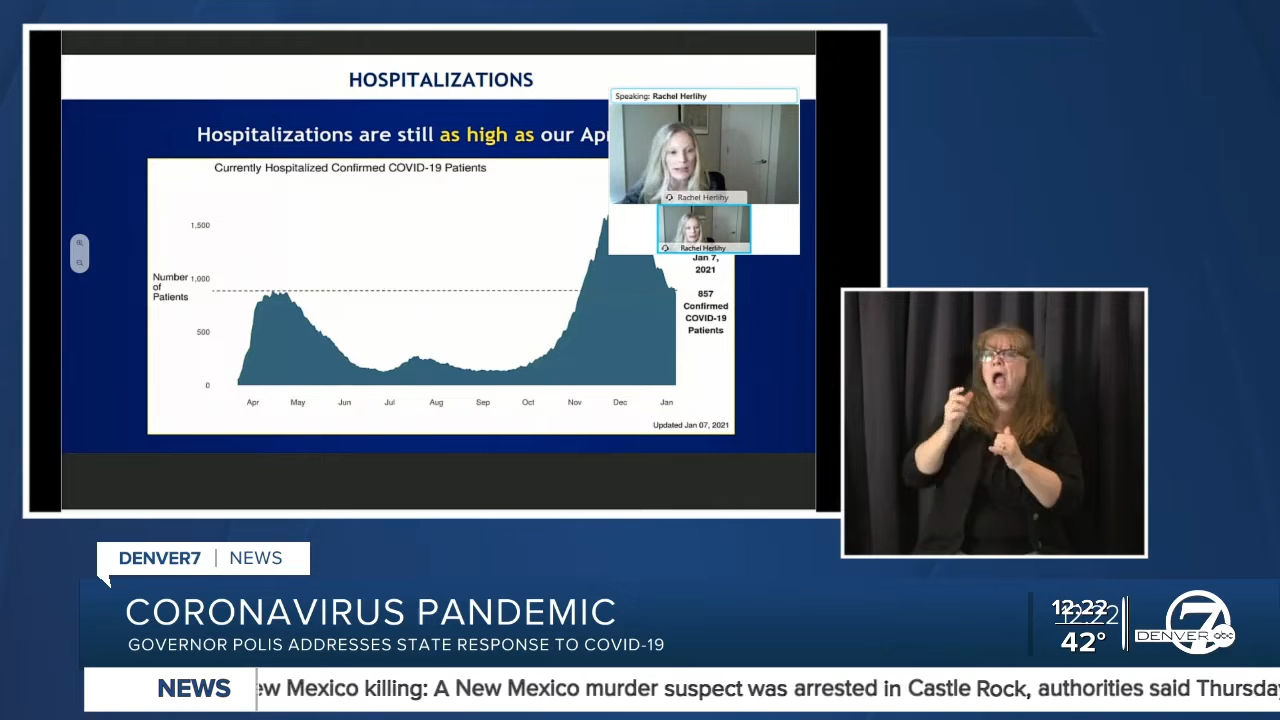 HOSPITALIZATIONS
Hospitalizations are still as high as our Apr
Speaking: Rachel Herlihy
Rachel Herlihy
Rachel Herlihy
Currently Hospitalized Confirmed COVID-19 Patients
1,500
1,000
500
0
Number
of
Patients
Jan 7,
2021
857
Confirmed
COVID-19
Patients
Apr May Jun Jul Aug Sep Oct Nov Dec Jan
Updated Jan 07, 2021
DENVER7 | NEWS
CORONAVIRUS PANDEMIC
GOVERNOR POLIS ADDRESSES STATE RESPONSE TO COVID-19
12:22
42°
7
DENVER abc
NEWS
ew Mexico killing: A New Mexico murder suspect was arrested in Castle Rock, authorities said Thursday